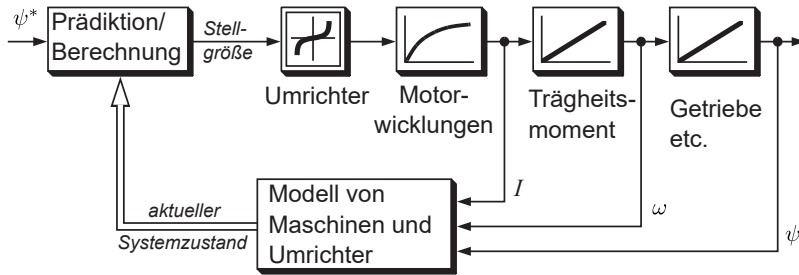 ψ*
Prädiktion/
Berechnung
Stell-
größe
Umrichter
Motor-
wicklungen
Trägheits-
moment
Getriebe
etc.
aktueller
Systemzustand
Modell von
Maschinen und
Umrichter
I
ω
ψ